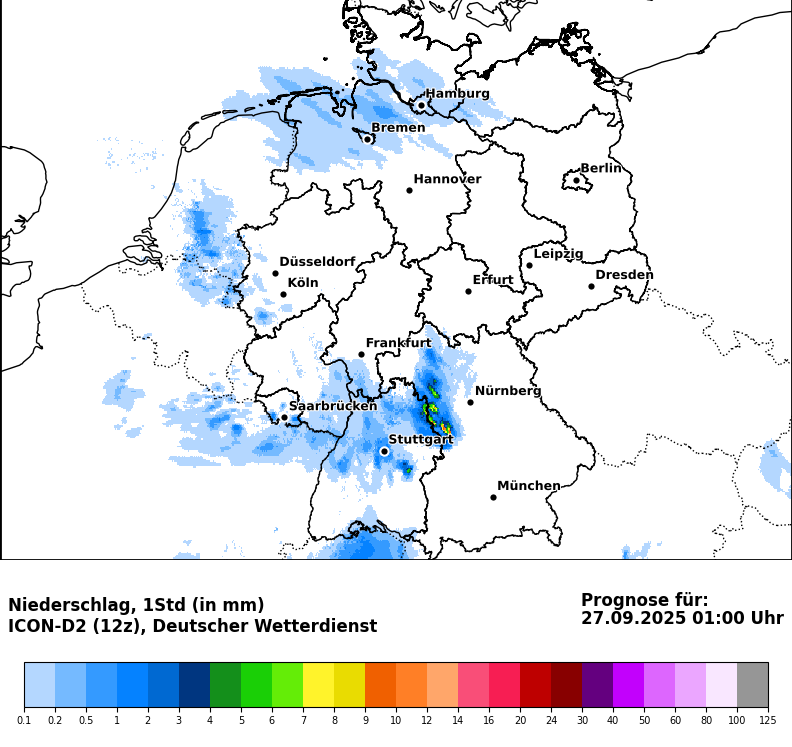 Hamburg
Bremen
Berlin
Hannover
Leipzig
Düsseldorf
Dresden
Köln
Erfurt
Frankfurt
Nürnberg
Saarbrücken
Stuttgart
München
Niederschlag, 1Std (in mm)
ICON-D2 (12z), Deutscher Wetterdienst
Prognose für:
27.09.2025 01:00 Uhr
0.1 0.2 0.5 1 2 3 4 5 6 7 8 9 10 12 14 16 20 24 30 40 50 60 80 100 125